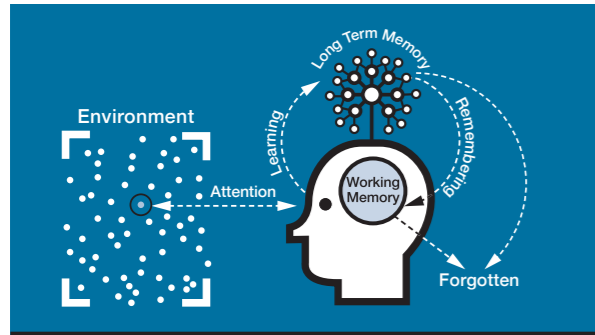 Long Term Memory
Environment
Learning
Remembering
Attention
Working
Memory
Forgotten